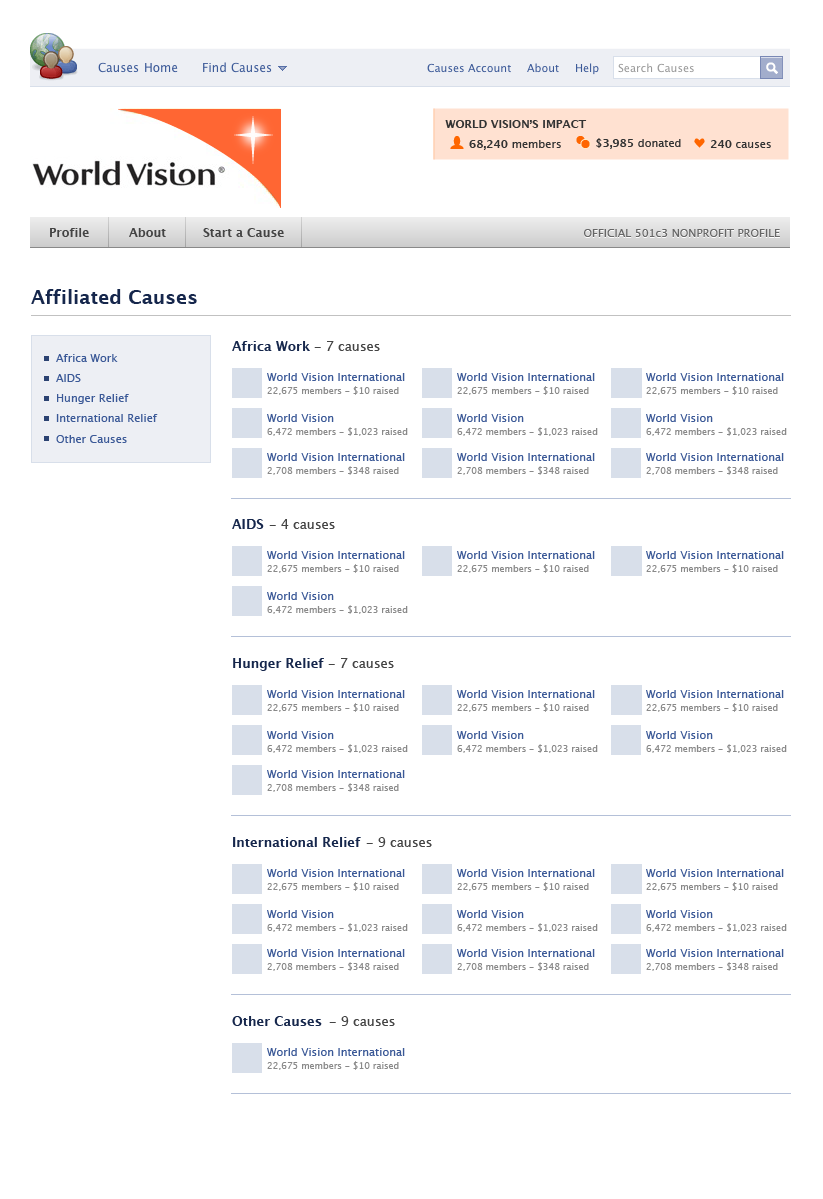 Causes Home Find Causes Causes Account About Help Search Causes
World Vision®
WORLD VISION'S IMPACT
68,240 members $3,985 donated 240 causes
Profile About Start a Cause OFFICIAL 501c3 NONPROFIT PROFILE
Affiliated Causes
Africa Work
AIDS
Hunger Relief
International Relief
Other Causes
Africa Work – 7 causes
World Vision International World Vision International World Vision International
22,675 members – $10 raised 22,675 members – $10 raised 22,675 members – $10 raised
World Vision World Vision World Vision
6,472 members – $1,023 raised 6,472 members – $1,023 raised 6,472 members – $1,023 raised
World Vision International World Vision International World Vision International
2,708 members – $348 raised 2,708 members – $348 raised 2,708 members – $348 raised
AIDS – 4 causes
World Vision International World Vision International World Vision International
22,675 members – $10 raised 22,675 members – $10 raised 22,675 members – $10 raised
World Vision
6,472 members – $1,023 raised
Hunger Relief – 7 causes
World Vision International World Vision International World Vision International
22,675 members – $10 raised 22,675 members – $10 raised 22,675 members – $10 raised
World Vision World Vision World Vision
6,472 members – $1,023 raised 6,472 members – $1,023 raised 6,472 members – $1,023 raised
World Vision International
2,708 members – $348 raised
International Relief – 9 causes
World Vision International World Vision International World Vision International
22,675 members – $10 raised 22,675 members – $10 raised 22,675 members – $10 raised
World Vision World Vision World Vision
6,472 members – $1,023 raised 6,472 members – $1,023 raised 6,472 members – $1,023 raised
World Vision International World Vision International World Vision International
2,708 members – $348 raised 2,708 members – $348 raised 2,708 members – $348 raised
Other Causes – 9 causes
World Vision International
22,675 members – $10 raised